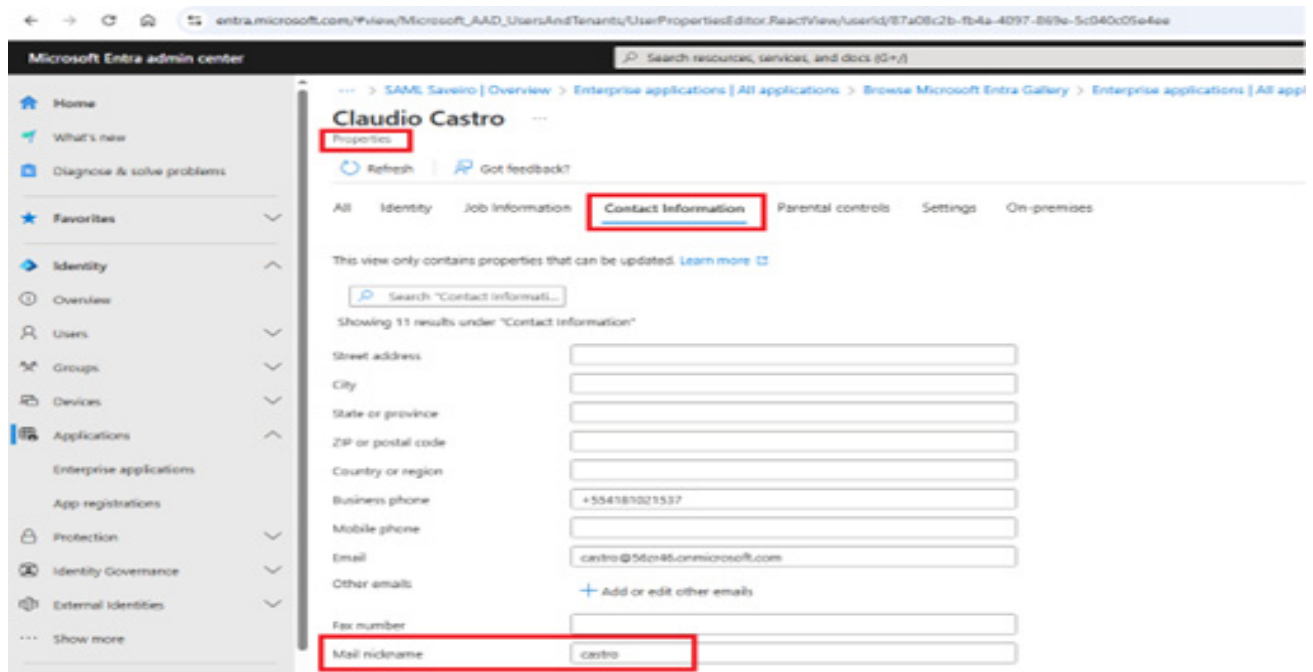 entra.microsoft.com/#view/Microsoft_AAD_UsersAndTenants/UserPropertiesEditor.ReactView/userId/87a08c2b-fb4a-4097-869e-5c040c05e4ee
Microsoft Entra admin center
Search resources, services, and docs (G+/)
Home
What's new
Diagnose & solve problems
Favorites
Identity
Overview
Users
Groups
Devices
Applications
Enterprise applications
App registrations
Protection
Identity Governance
External Identities
··· Show more
··· > SAML Saveiro | Overview > Enterprise applications | All applications > Browse Microsoft Entra Gallery > Enterprise applications | All appl
Claudio Castro ···
Properties
Refresh | Got feedback?
All Identity Job Information Contact Information Parental controls Settings On-premises
This view only contains properties that can be updated. Learn more
Search "Contact Informati...
Showing 11 results under "Contact Information"
Street address
City
State or province
ZIP or postal code
Country or region
Business phone +554181021537
Mobile phone
Email castro@56zr46.onmicrosoft.com
Other emails + Add or edit other emails
Fax number
Mail nickname castro